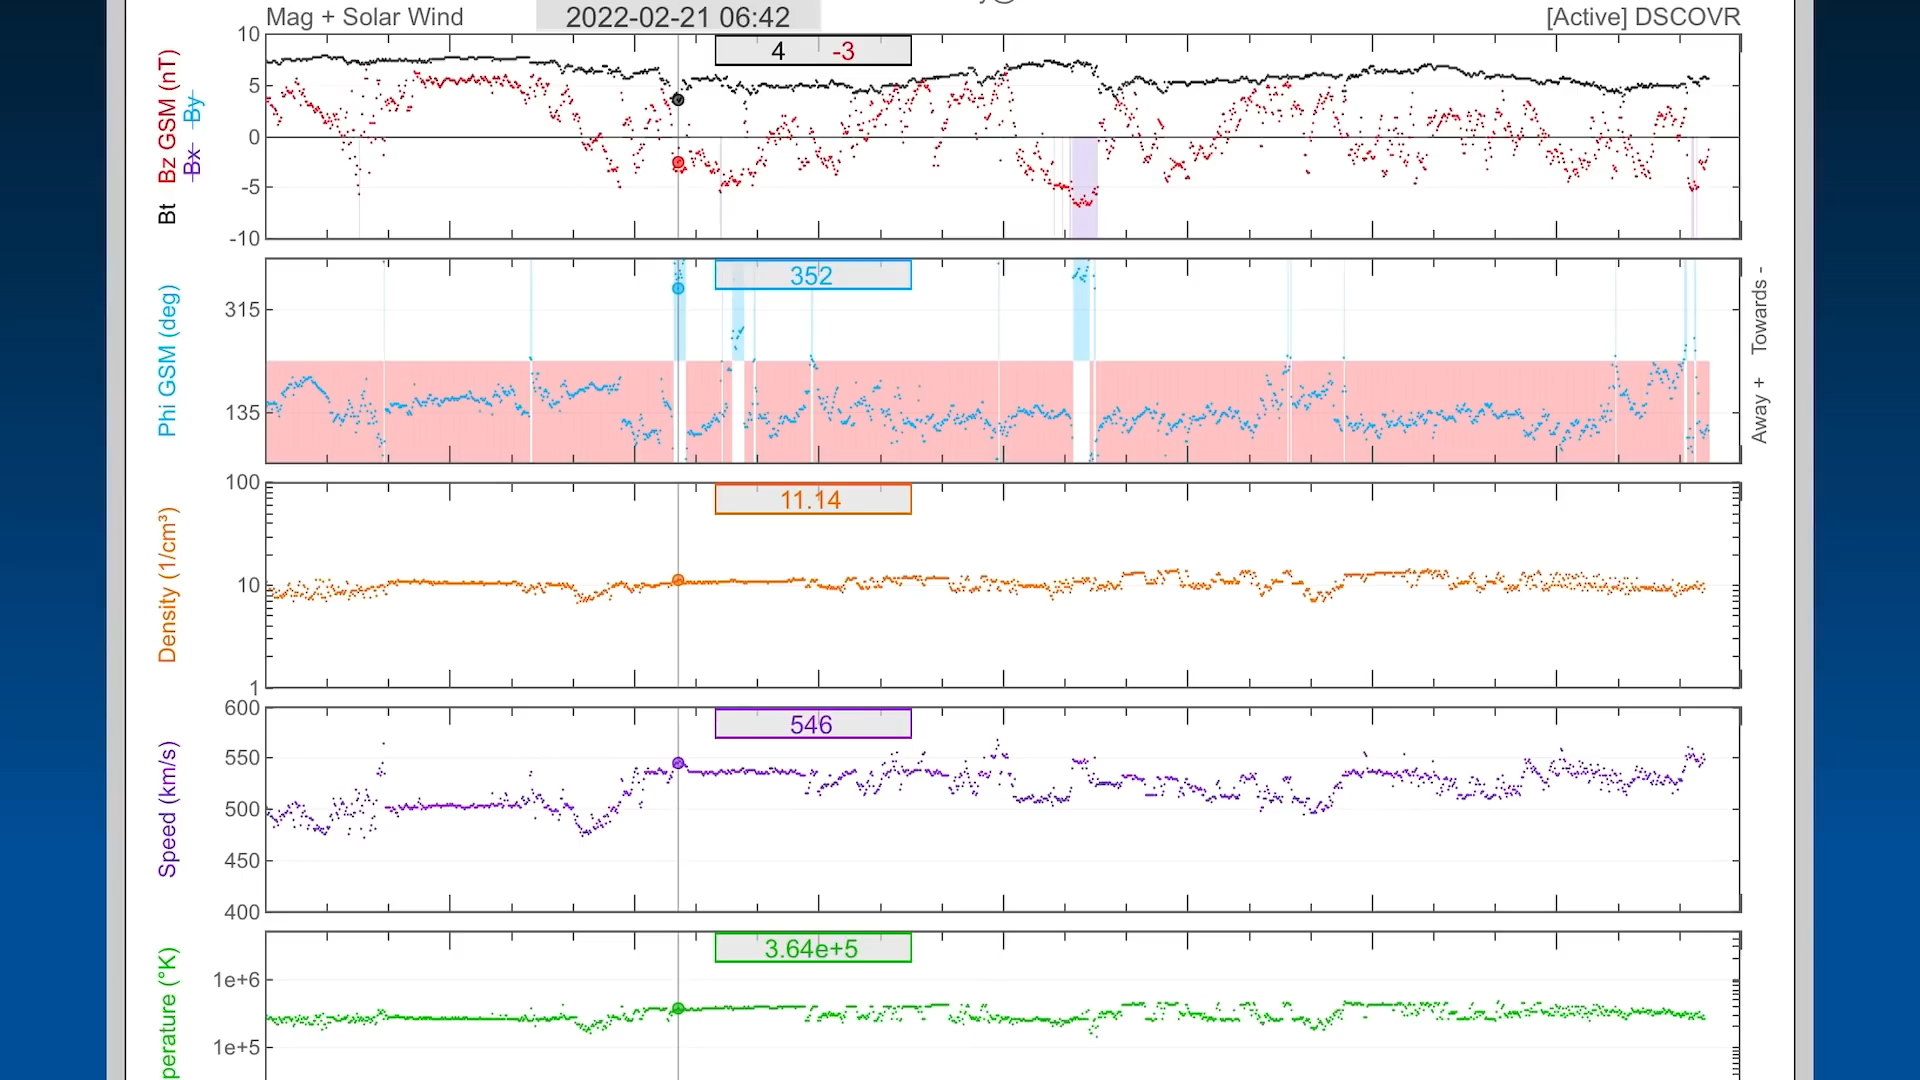 Mag + Solar Wind
2022-02-21 06:42
[Active] DSCOVR
Bt Bz GSM (nT)
Bx By
10
5
0
-5
-10
4 -3
Phi GSM (deg)
315
135
352
Away + Towards -
Density (1/cm³)
100
10
1
11.14
Speed (km/s)
600
550
500
450
400
546
perature (°K)
1e+6
1e+5
3.64e+5